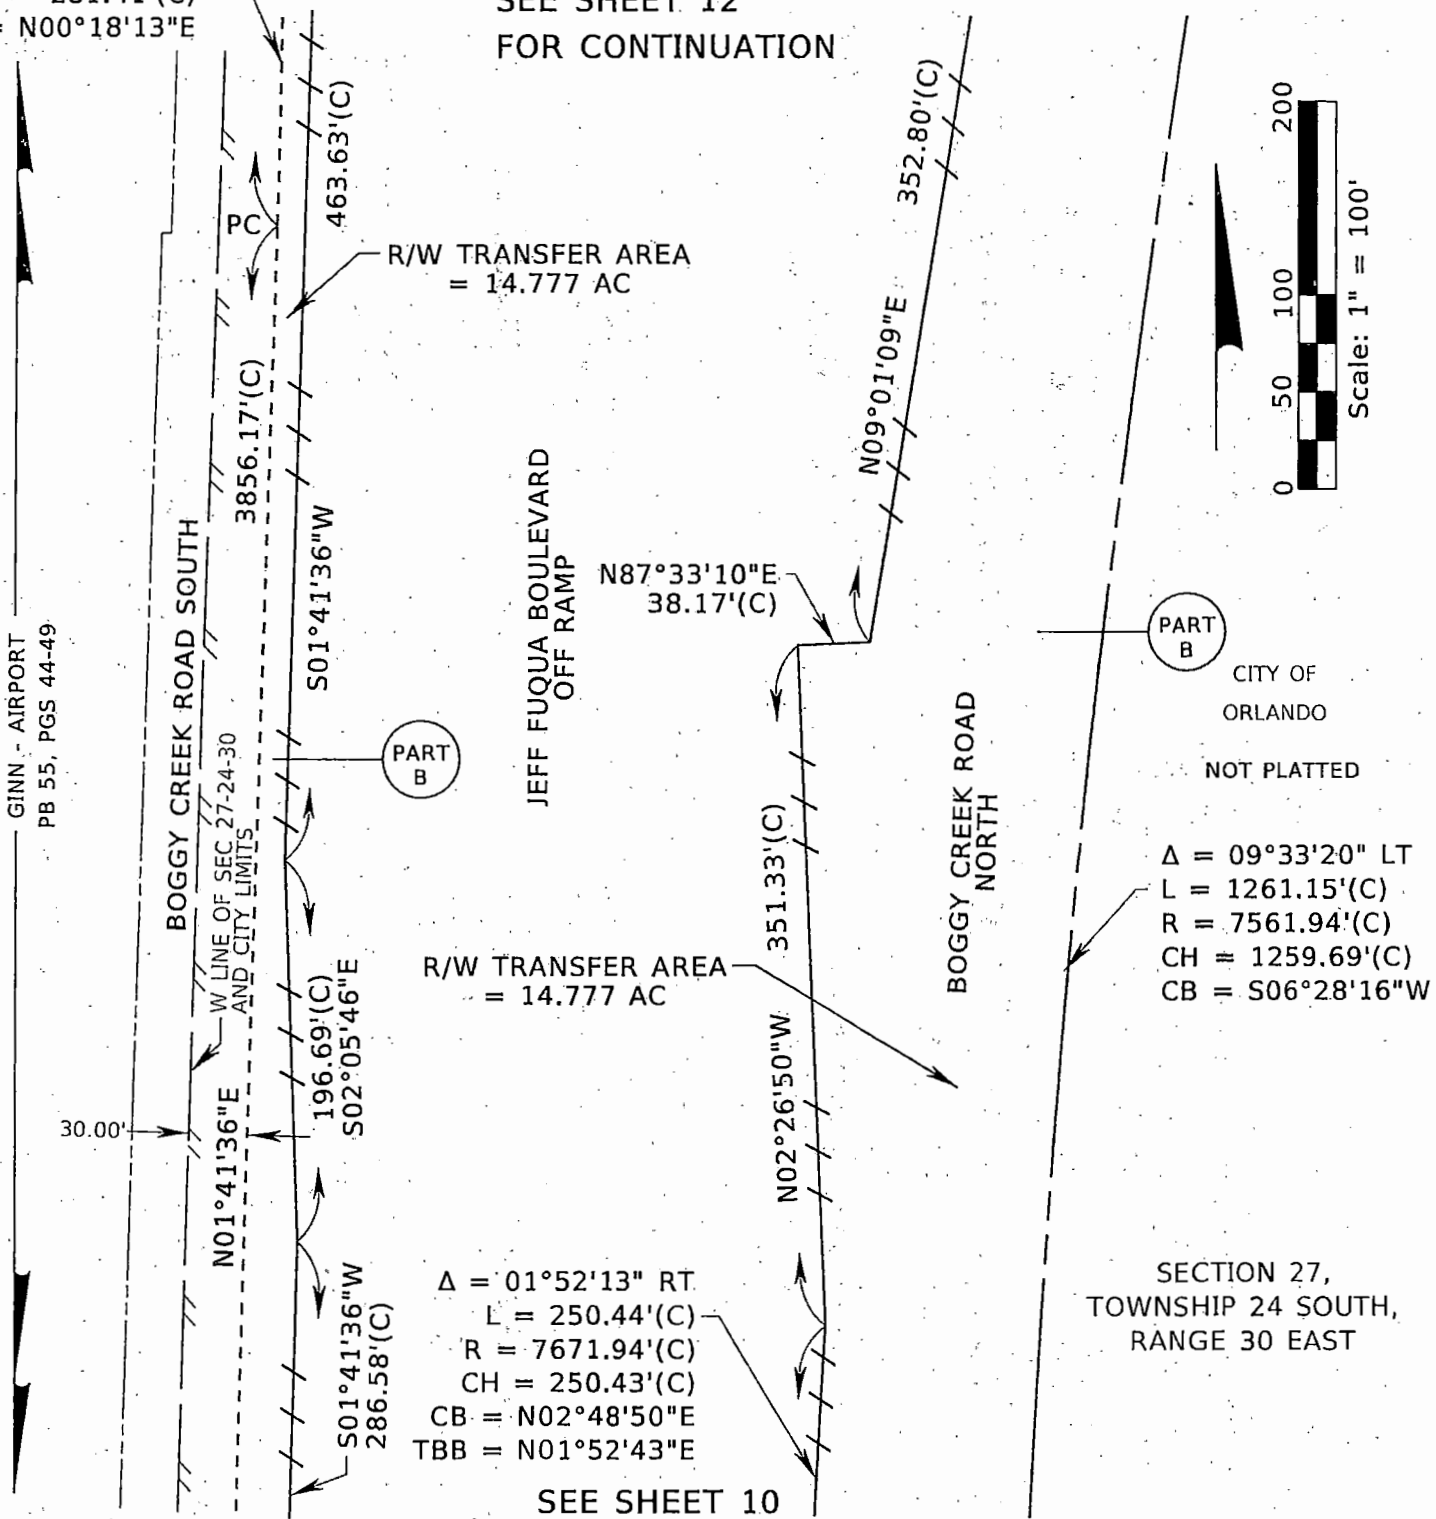 = N00°18'13"E
SEE SHEET 12
FOR CONTINUATION
463.63'(C)
352.80'(C)
PC
R/W TRANSFER AREA
= 14.777 AC
3856.17'(C)
S01°41'36"W
N09°01'09"E
0 50 100 200
Scale: 1" = 100'
JEFF FUQUA BOULEVARD
OFF RAMP
N87°33'10"E
38.17'(C)
BOGGY CREEK ROAD SOUTH
GINN - AIRPORT
PB 55, PGS 44-49
PART
B
PART
B
CITY OF
ORLANDO
NOT PLATTED
W LINE OF SEC 27-24-30
AND CITY LIMITS
351.33'(C)
BOGGY CREEK ROAD
NORTH
Δ = 09°33'20" LT
L = 1261.15'(C)
R = 7561.94'(C)
CH = 1259.69'(C)
CB = S06°28'16"W
R/W TRANSFER AREA
= 14.777 AC
196.69'(C)
S02°05'46"E
N02°26'50"W
30.00'
N01°41'36"E
S01°41'36"W
286.58'(C)
Δ = 01°52'13" RT
L = 250.44'(C)
R = 7671.94'(C)
CH = 250.43'(C)
CB = N02°48'50"E
TBB = N01°52'43"E
SECTION 27,
TOWNSHIP 24 SOUTH,
RANGE 30 EAST
SEE SHEET 10